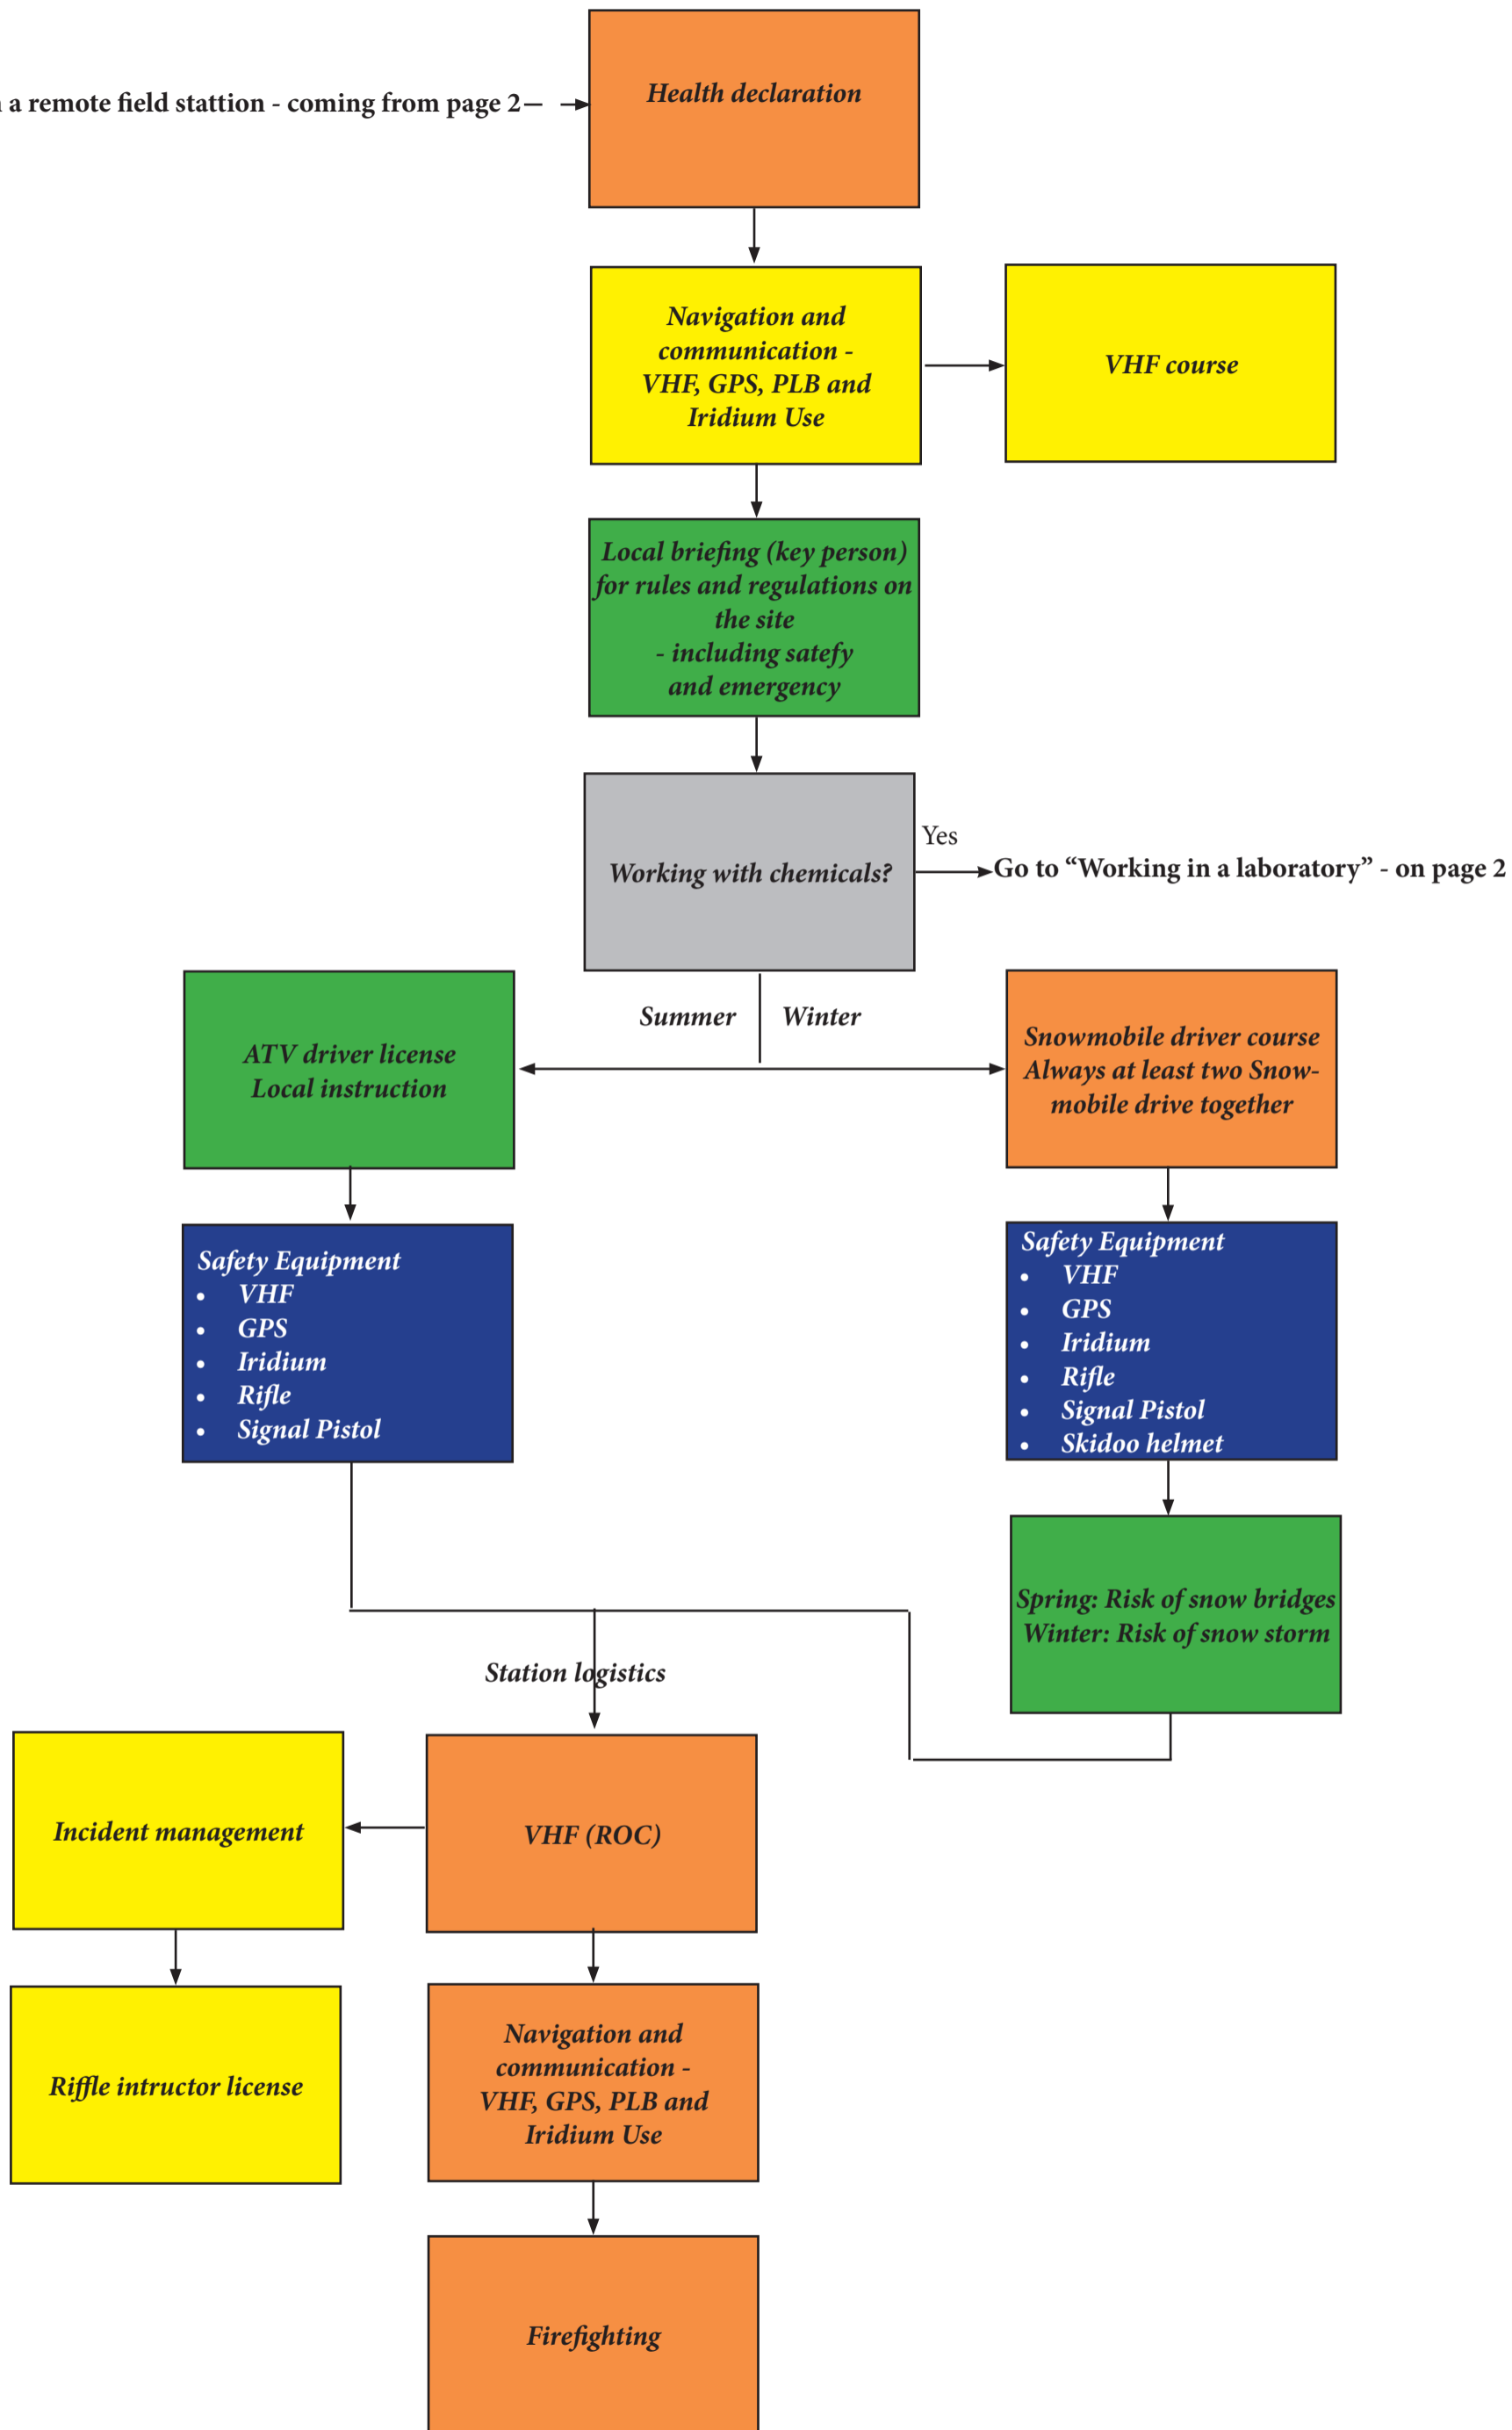 Health declaration
a remote field stattion - coming from page 2
Navigation and
communication -
VHF, GPS, PLB and
Iridium Use
VHF course
Local briefing (key person)
for rules and regulations on
the site
- including satefy
and emergency
Working with chemicals?
Yes
Go to “Working in a laboratory” - on page 2
Summer
Winter
ATV driver license
Local instruction
Snowmobile driver course
Always at least two Snow-
mobile drive together
Safety Equipment
• VHF
• GPS
• Iridium
• Rifle
• Signal Pistol
Safety Equipment
• VHF
• GPS
• Iridium
• Rifle
• Signal Pistol
• Skidoo helmet
Spring: Risk of snow bridges
Winter: Risk of snow storm
Station logistics
Incident management
VHF (ROC)
Riffle intructor license
Navigation and
communication -
VHF, GPS, PLB and
Iridium Use
Firefighting